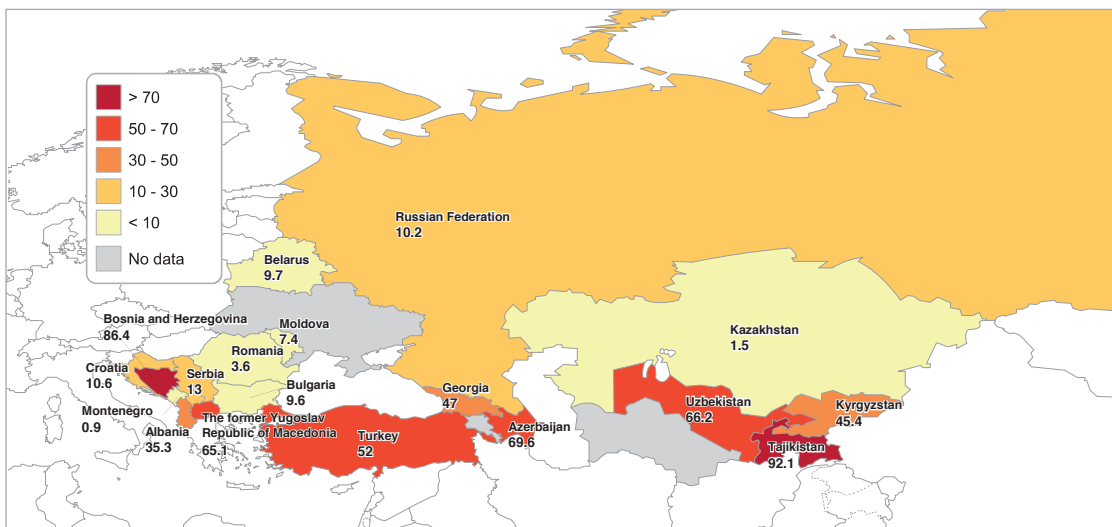 > 70
50 - 70
30 - 50
10 - 30
< 10
No data
Russian Federation
10.2
Belarus
9.7
Bosnia and Herzegovina
86.4
Moldova
7.4
Romania
3.6
Kazakhstan
1.5
Croatia
10.6
Serbia
13
Bulgaria
9.6
Georgia
47
Montenegro
0.9
Albania
35.3
The former Yugoslav
Republic of Macedonia
65.1
Turkey
52
Azerbaijan
69.6
Uzbekistan
66.2
Kyrgyzstan
45.4
Tajikistan
92.1